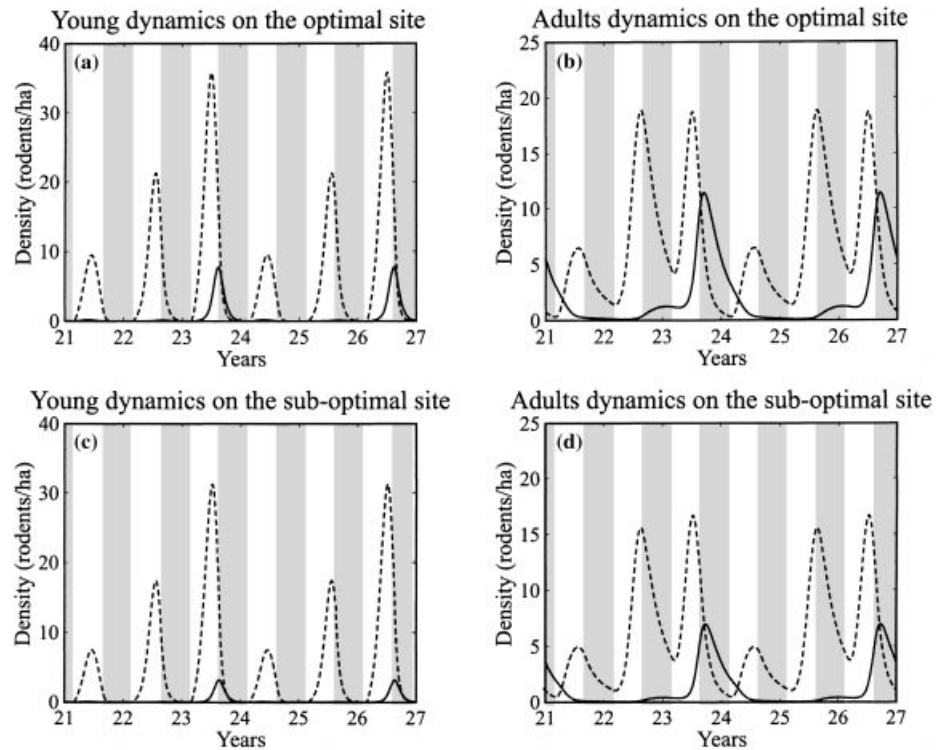 Young dynamics on the optimal site
Adults dynamics on the optimal site
(a)
(b)
Density (rodents/ha)
40
30
20
10
0
21 22 23 24 25 26 27
Years
Density (rodents/ha)
25
20
15
10
5
0
21 22 23 24 25 26 27
Years
Young dynamics on the sub-optimal site
Adults dynamics on the sub-optimal site
(c)
(d)
Density (rodents/ha)
40
30
20
10
0
21 22 23 24 25 26 27
Years
Density (rodents/ha)
25
20
15
10
5
0
21 22 23 24 25 26 27
Years